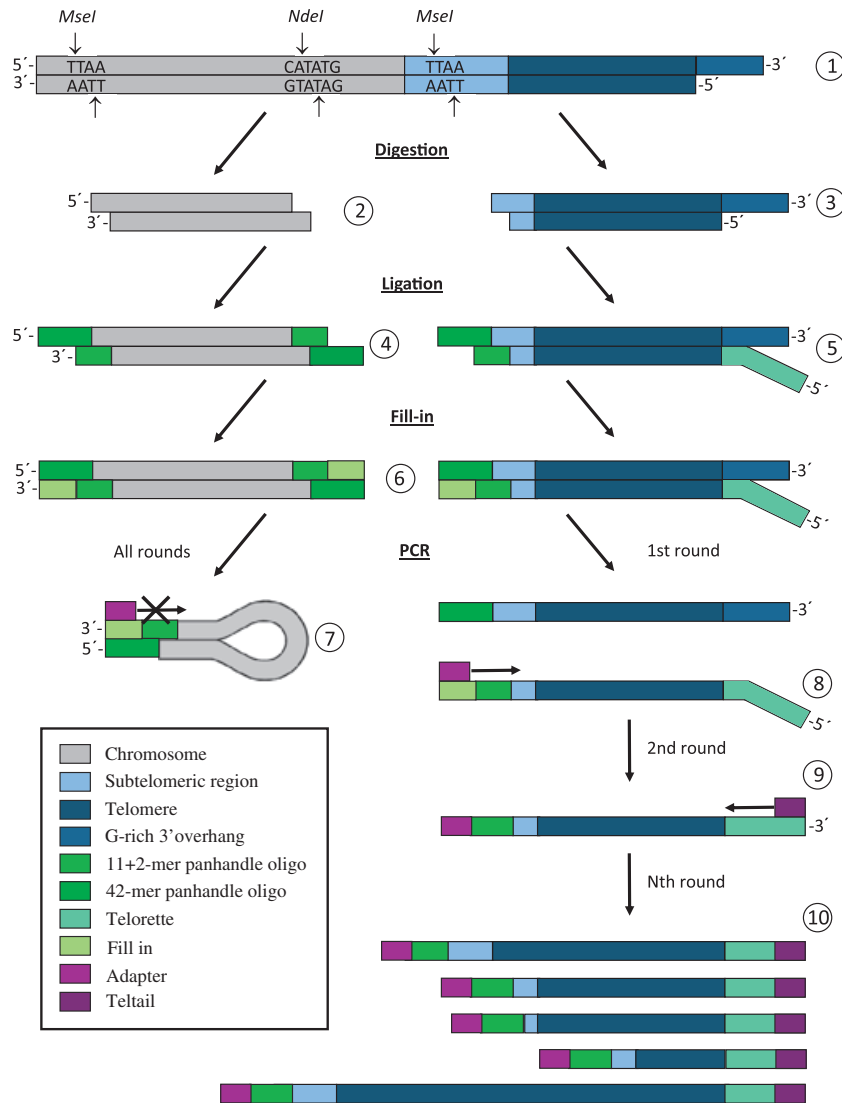 MseI NdeI MseI
5´- TTAA CATATG TTAA -3´ 1
3´- AATT GTATAG AATT -5´
Digestion
5´- 2 -3´ 3
3´- -5´
Ligation
5´- 4 -3´ 5
3´- -5´
Fill-in
5´- 6 -3´
3´- -5´
All rounds PCR 1st round
3´- 7 -3´
5´-
8
-5´
2nd round
9
-3´
Nth round
10
Chromosome
Subtelomeric region
Telomere
G-rich 3’overhang
11+2-mer panhandle oligo
42-mer panhandle oligo
Telorette
Fill in
Adapter
Teltail